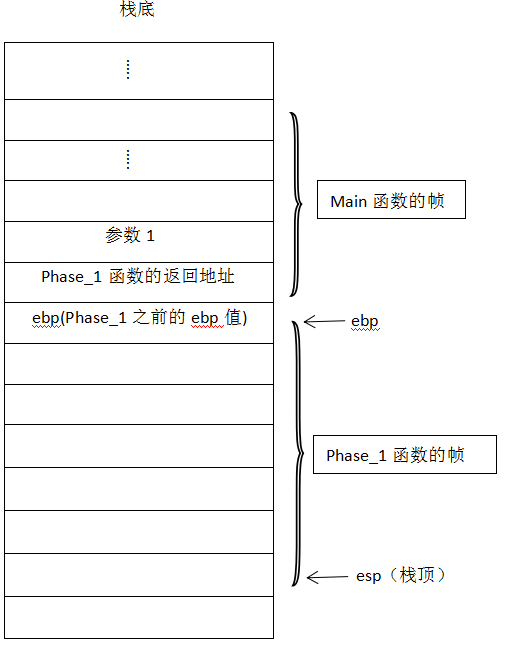 栈底
⋮
⋮
Main 函数的帧
参数 1
Phase_1 函数的返回地址
ebp(Phase_1 之前的 ebp 值)
ebp
Phase_1 函数的帧
esp（栈顶）